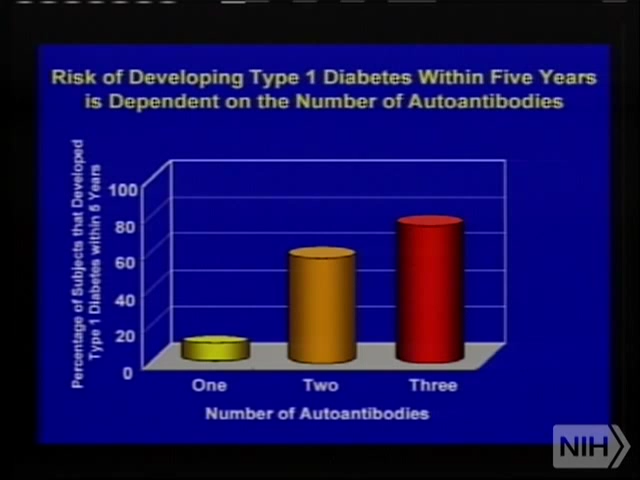 Risk of Developing Type 1 Diabetes Within Five Years
is Dependent on the Number of Autoantibodies
Percentage of Subjects that Developed
Type 1 Diabetes within 5 Years
100
80
60
40
20
0
One Two Three
Number of Autoantibodies
NIH